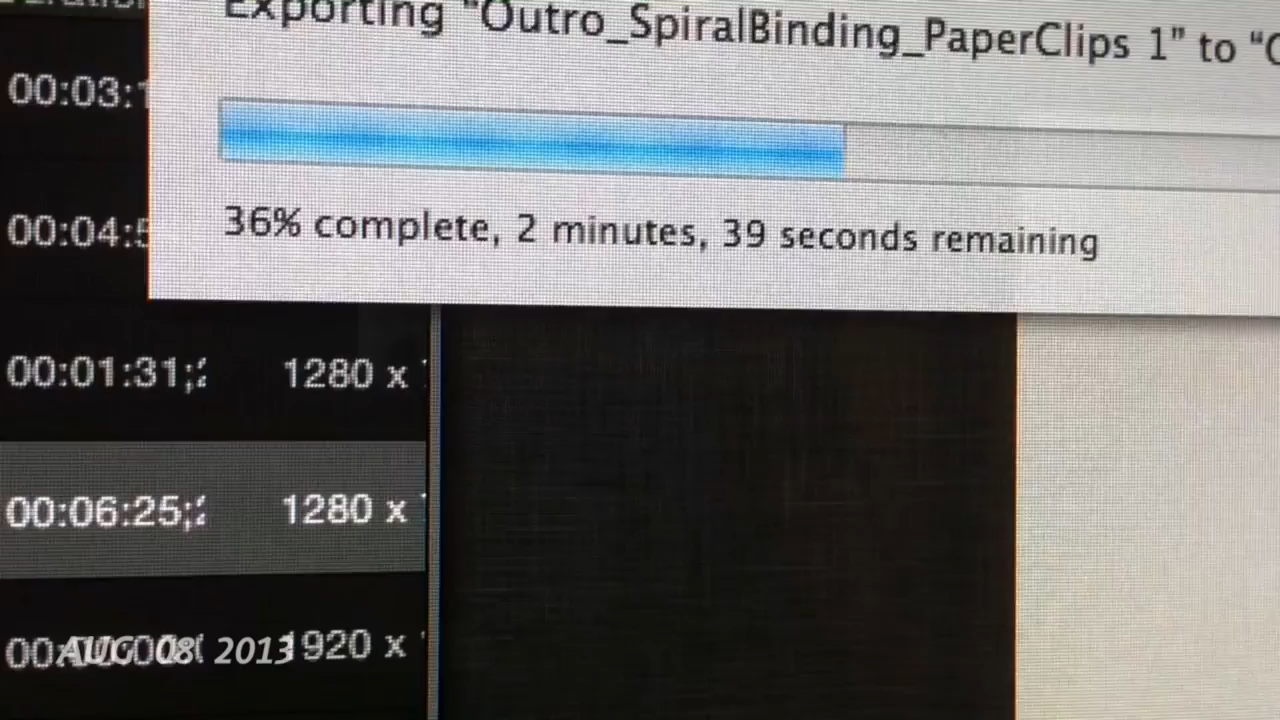 Exporting "Outro_SpiralBinding_PaperClips 1" to "
00:03:
36% complete, 2 minutes, 39 seconds remaining
00:04:
00:01:31; 1280 x
00:06:25; 1280 x
1920 x
AUG 08 2013